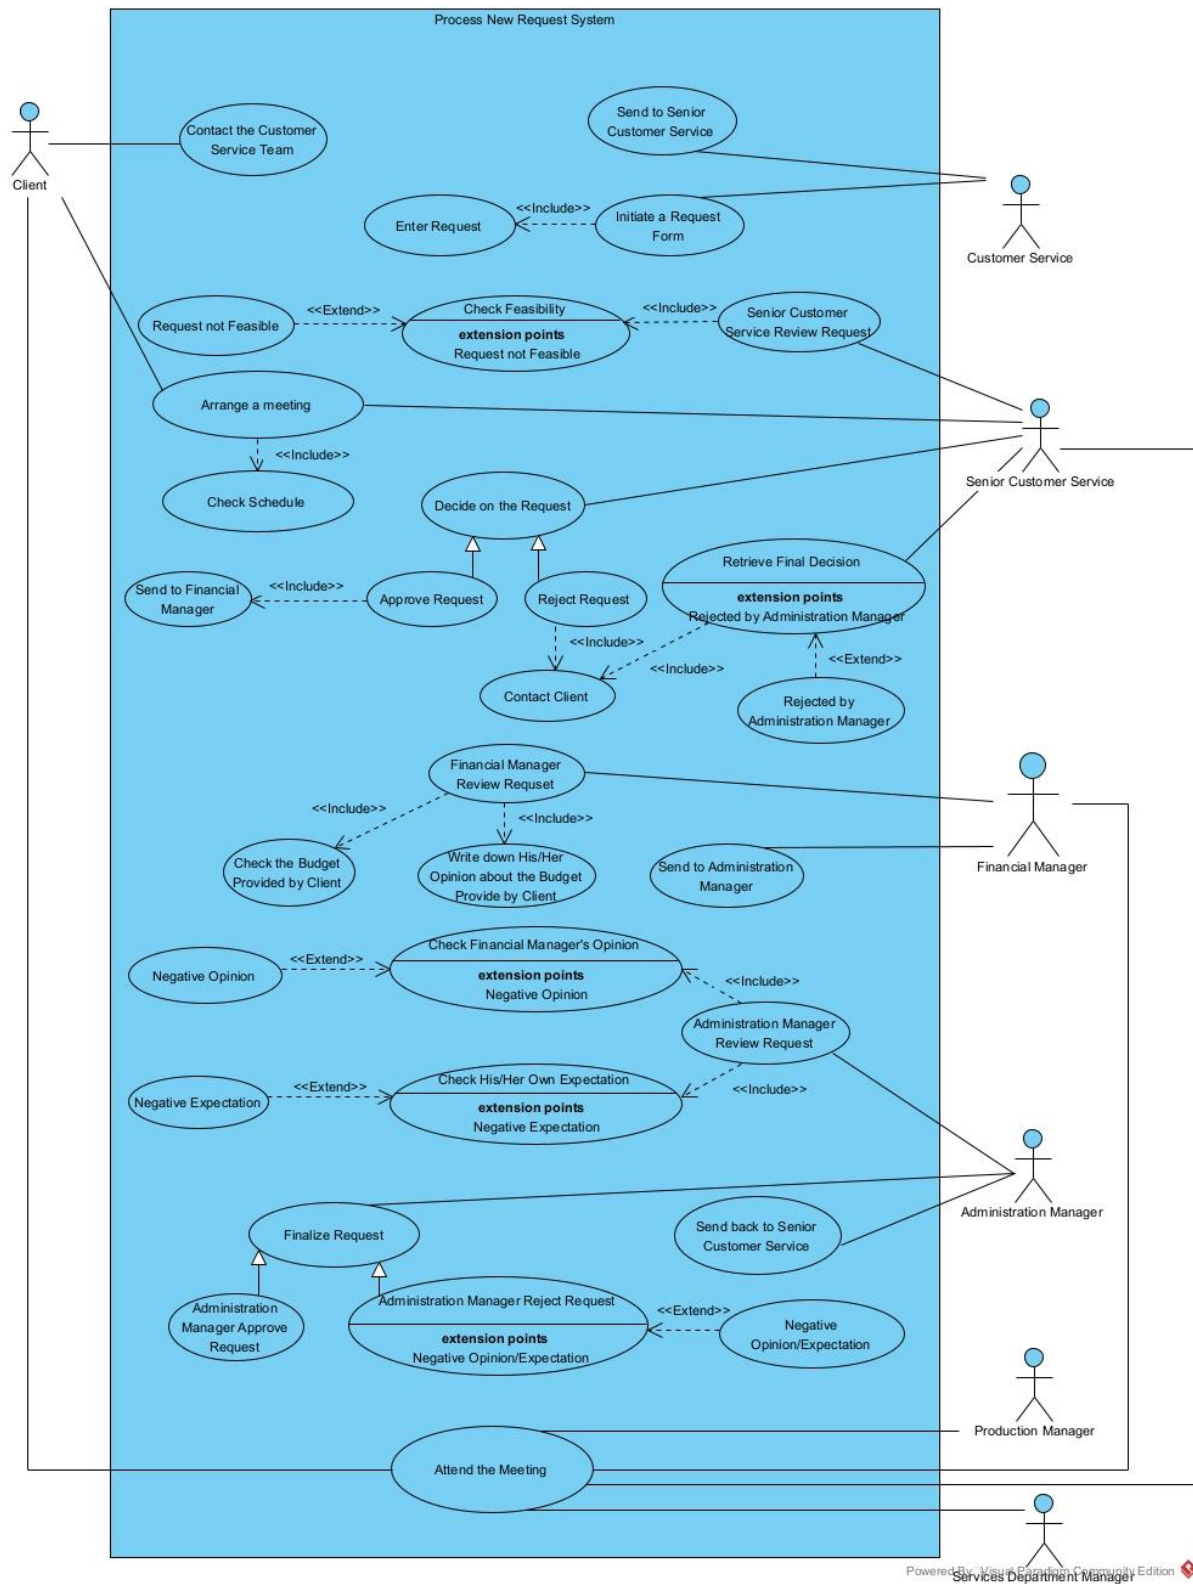 Process New Request System
Send to Senior
Customer Service
Contact the Customer
Service Team
Client
<<Include>>
Enter Request
Initiate a Request
Form
Customer Service
<<Extend>>
Check Feasibility
<<Include>>
Senior Customer
Service Review Request
Request not Feasible
extension points
Request not Feasible
Arrange a meeting
<<Include>>
Check Schedule
Decide on the Request
Senior Customer Service
Retrieve Final Decision
extension points
Rejected by Administration Manager
Send to Financial
Manager
<<Include>>
Approve Request
Reject Request
<<Include>>
<<Include>>
<<Extend>>
Contact Client
Rejected by
Administration Manager
Financial Manager
Review Requset
<<Include>>
<<Include>>
Check the Budget
Provided by Client
Write down His/Her
Opinion about the Budget
Provide by Client
Send to Administration
Manager
Financial Manager
Negative Opinion
<<Extend>>
Check Financial Manager's Opinion
extension points
Negative Opinion
<<Include>>
Administration Manager
Review Request
Negative Expectation
<<Extend>>
Check His/Her Own Expectation
extension points
Negative Expectation
<<Include>>
Administration Manager
Finalize Request
Send back to Senior
Customer Service
Administration
Manager Approve
Request
Administration Manager Reject Request
extension points
Negative Opinion/Expectation
<<Extend>>
Negative
Opinion/Expectation
Production Manager
Attend the Meeting
Powered By: Visual Paradigm Community Edition
Services Department Manager